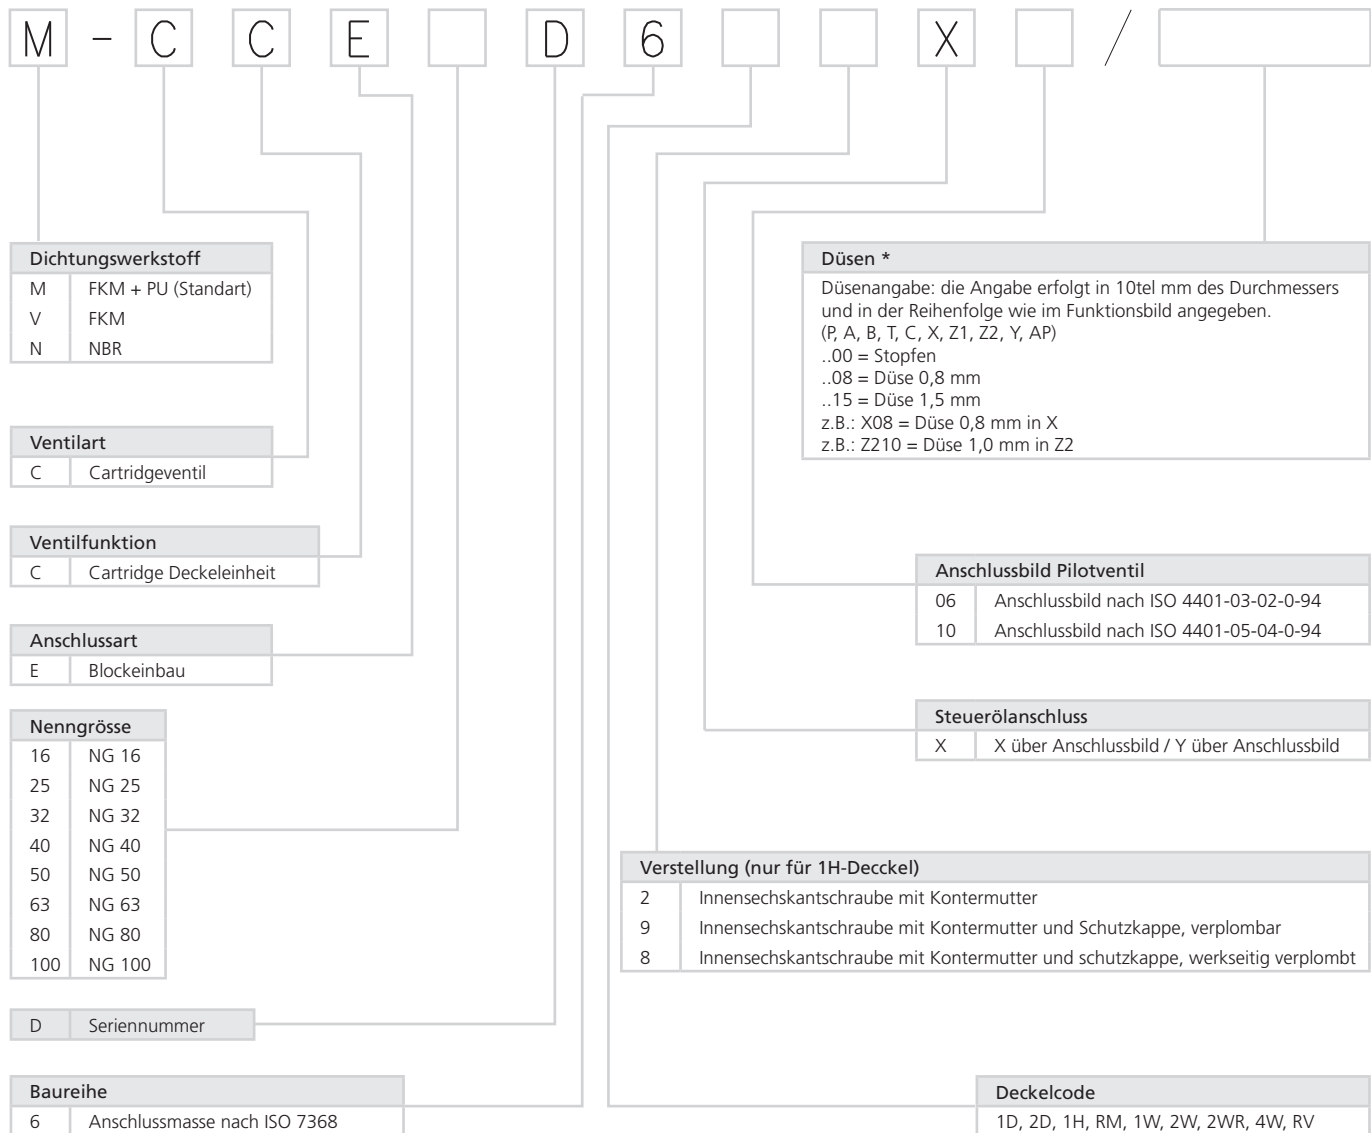 M - C C E D 6 X /
Dichtungswerkstoff
M FKM + PU (Standart)
V FKM
N NBR
Ventilart
C Cartridgeventil
Ventilfunktion
C Cartridge Deckeleinheit
Anschlussart
E Blockeinbau
Nenngrösse
16 NG 16
25 NG 25
32 NG 32
40 NG 40
50 NG 50
63 NG 63
80 NG 80
100 NG 100
D Seriennummer
Baureihe
6 Anschlussmasse nach ISO 7368
Düsen *
Düsenangabe: die Angabe erfolgt in 10tel mm des Durchmessers
und in der Reihenfolge wie im Funktionsbild angegeben.
(P, A, B, T, C, X, Z1, Z2, Y, AP)
..00 = Stopfen
..08 = Düse 0,8 mm
..15 = Düse 1,5 mm
z.B.: X08 = Düse 0,8 mm in X
z.B.: Z210 = Düse 1,0 mm in Z2
Anschlussbild Pilotventil
06 Anschlussbild nach ISO 4401-03-02-0-94
10 Anschlussbild nach ISO 4401-05-04-0-94
Steuerölanschluss
X X über Anschlussbild / Y über Anschlussbild
Verstellung (nur für 1H-Decckel)
2 Innensechskantschraube mit Kontermutter
9 Innensechskantschraube mit Kontermutter und Schutzkappe, verplombar
8 Innensechskantschraube mit Kontermutter und schutzkappe, werkseitig verplombt
Deckelcode
1D, 2D, 1H, RM, 1W, 2W, 2WR, 4W, RV